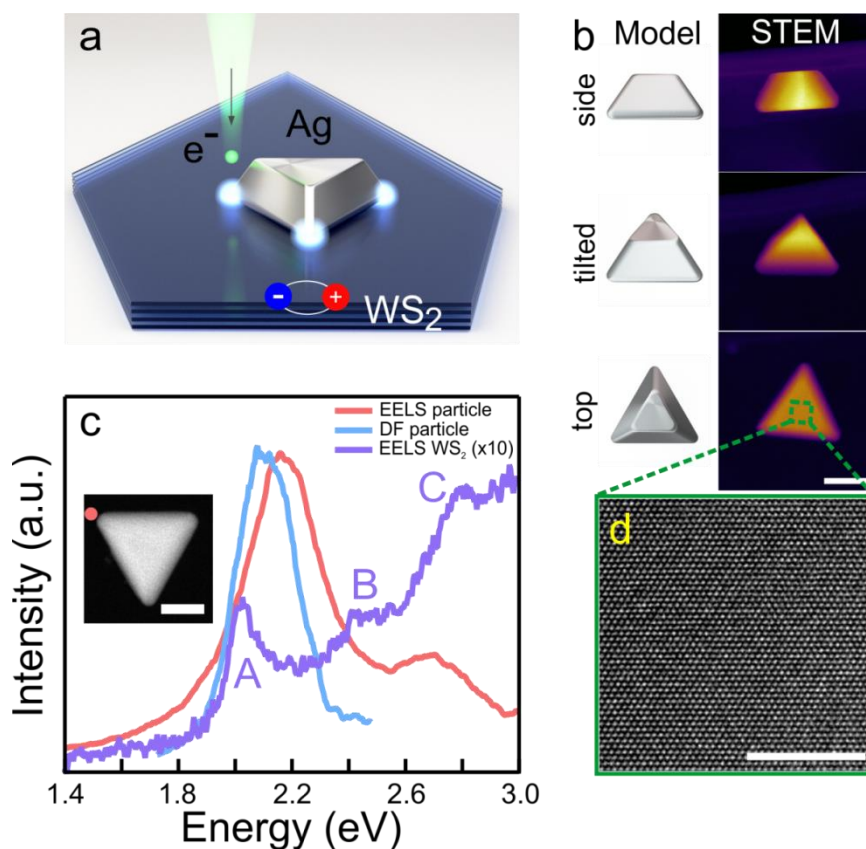 a
e-
Ag
- +
WS2
b
Model STEM
side
tilted
top
c
EELS particle
DF particle
EELS WS2 (x10)
A
B
C
Intensity (a.u.)
1.4 1.8 2.2 2.6 3.0
Energy (eV)
d